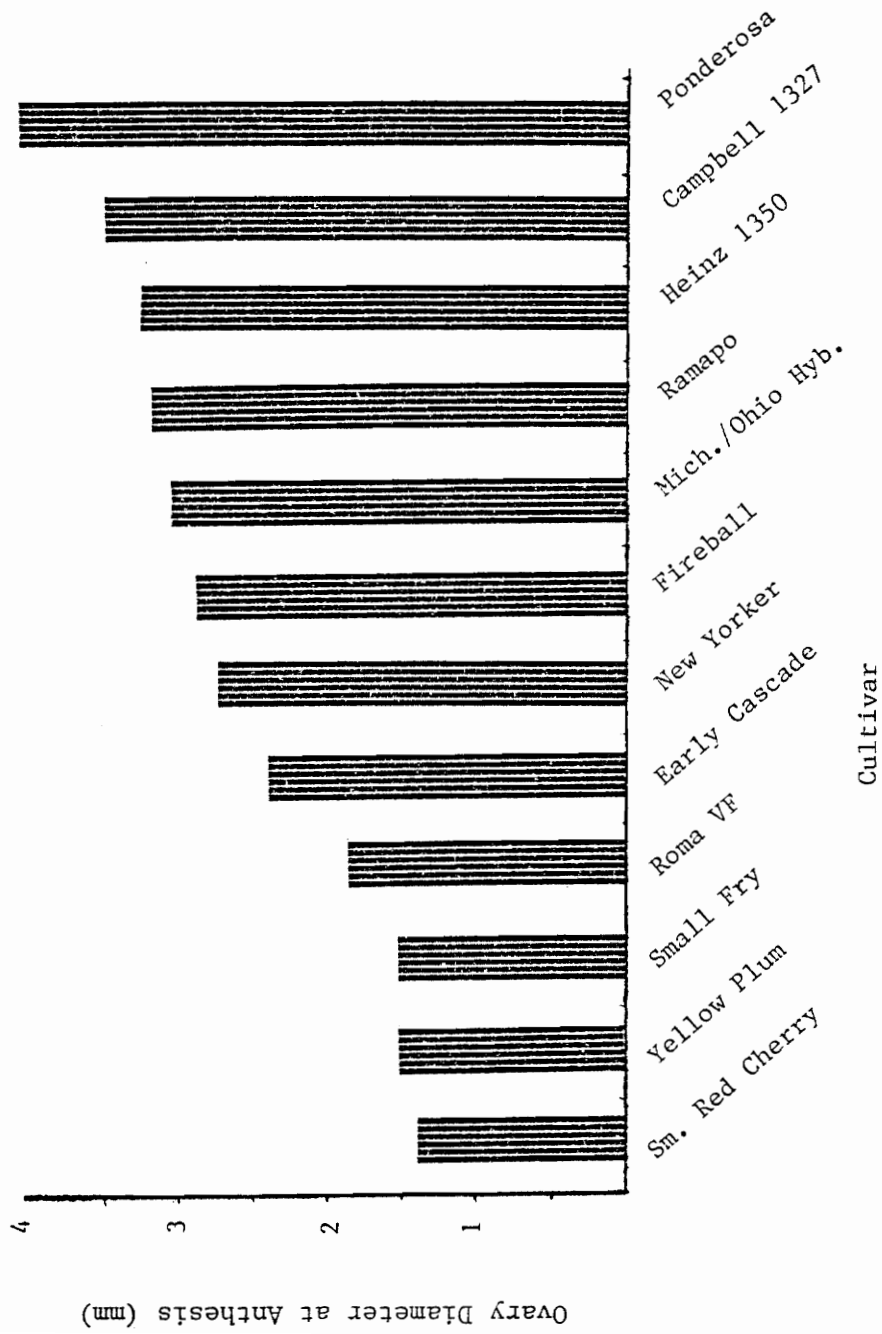 Ovary Diameter at Anthesis (mm)
4
3
2
1
Sm. Red Cherry
Yellow Plum
Small Fry
Roma VF
Early Cascade
New Yorker
Fireball
Mich./Ohio Hyb.
Ramapo
Heinz 1350
Campbell 1327
Ponderosa
Cultivar